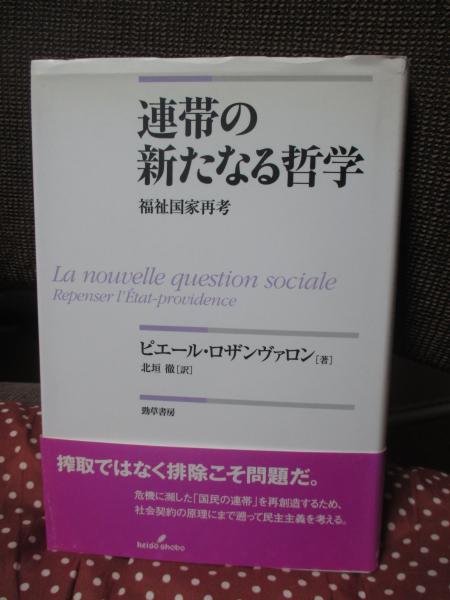 連帯の
新たなる哲学
福祉国家再考
La nouvelle question sociale
Repenser l'État-providence
ピエール・ロザンヴァロン［著］
北垣 徹［訳］
勁草書房
搾取ではなく排除こそ問題だ。
危機に瀕した「国民の連帯」を再創造するため、
社会契約の原理にまで遡って民主主義を考える。
keiso shobo